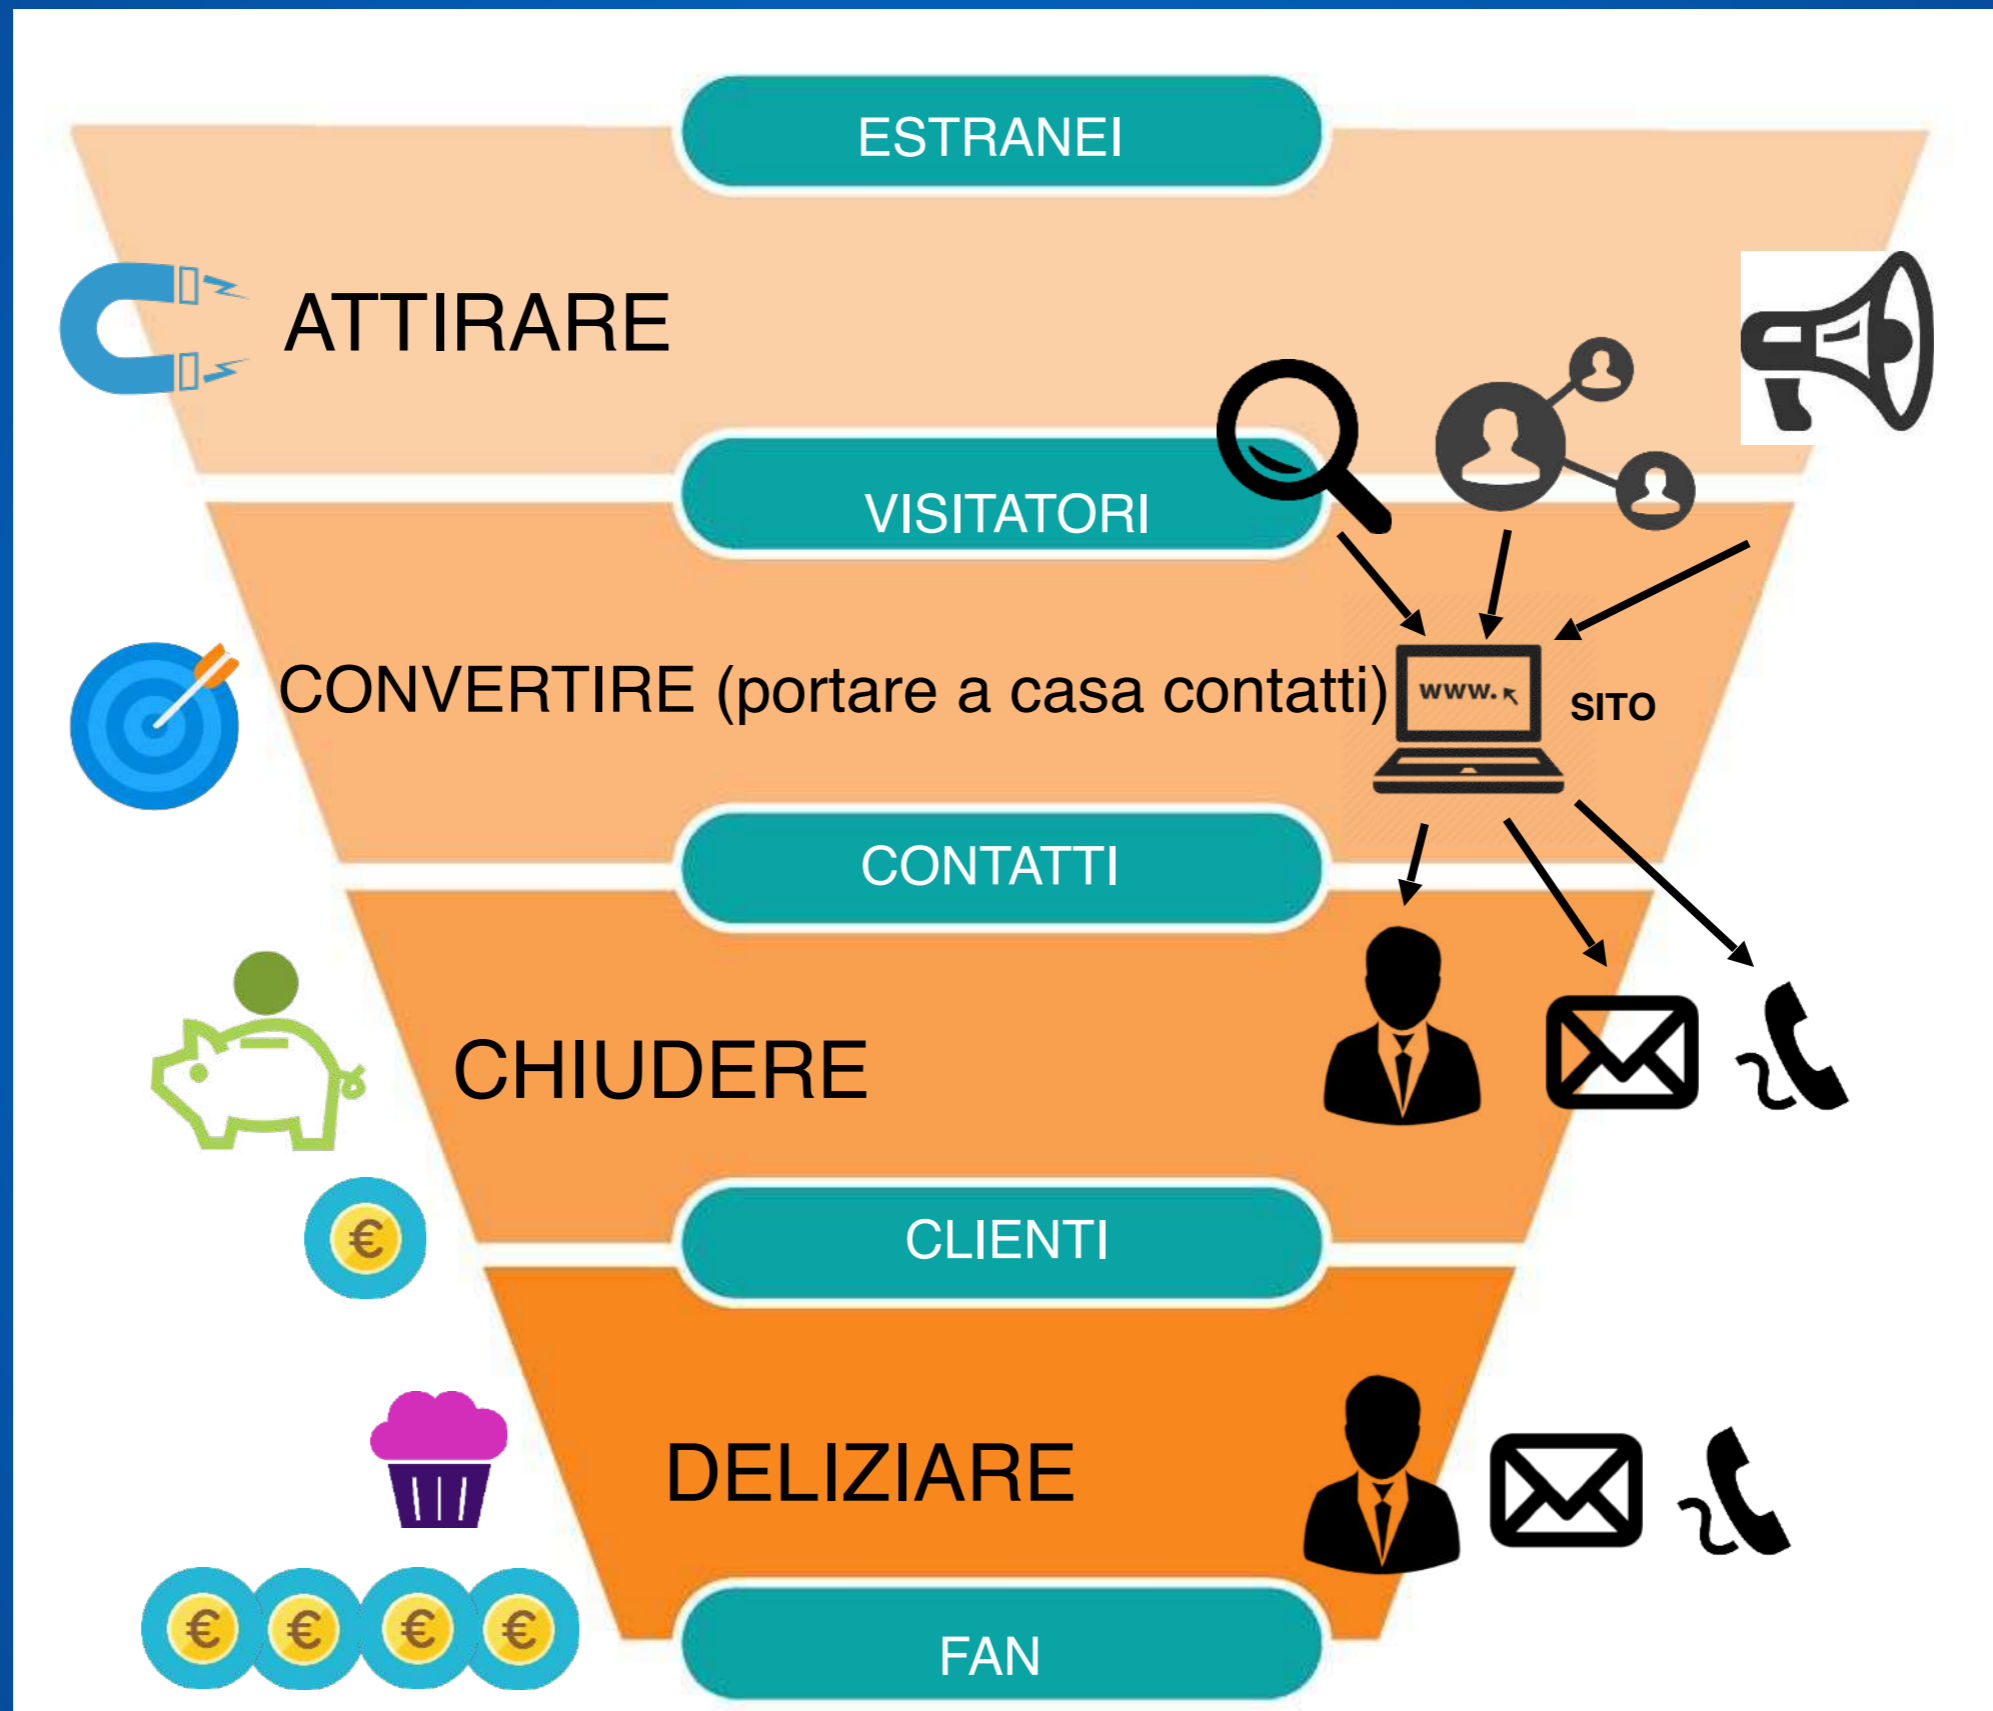 ESTRANEI
ATTIRARE
VISITATORI
CONVERTIRE (portare a casa contatti)
www.
SITO
CONTATTI
CHIUDERE
€
CLIENTI
DELIZIARE
€ € € €
FAN